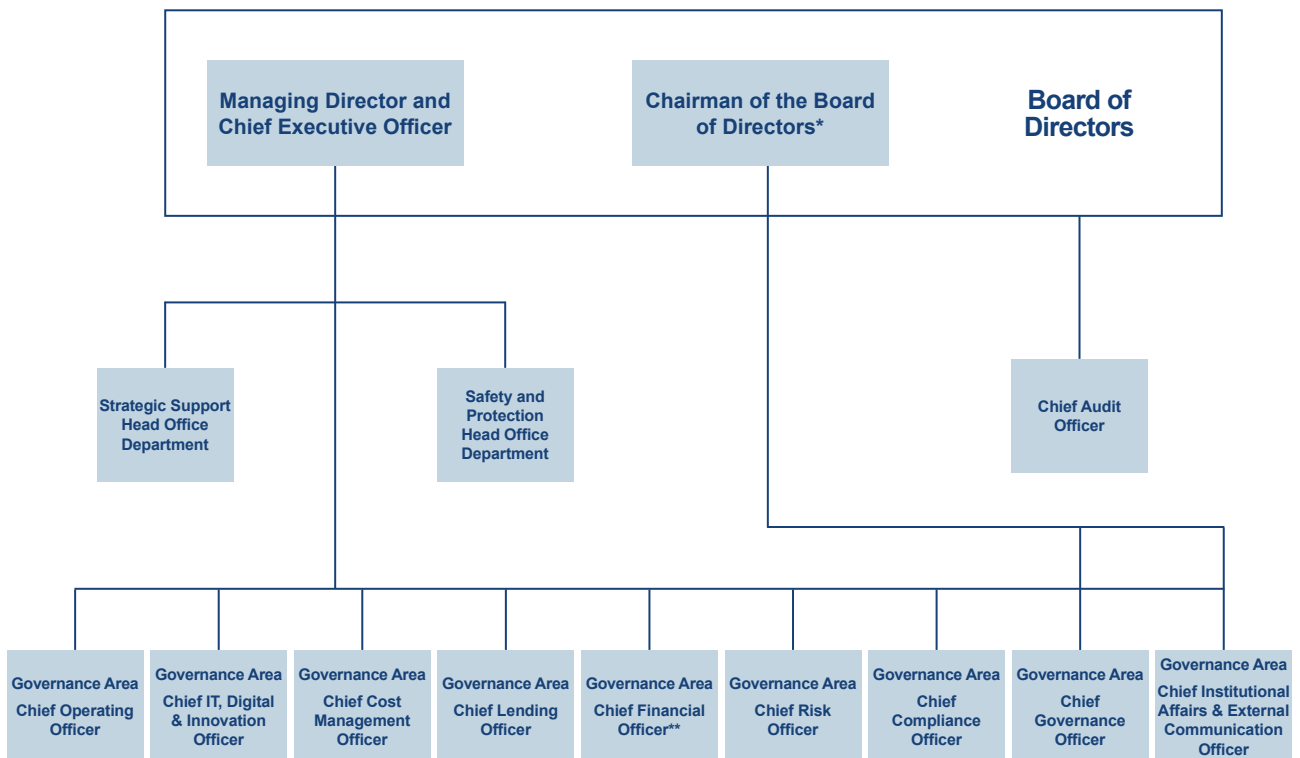 Managing Director and
Chief Executive Officer
Chairman of the Board
of Directors*
Board of
Directors
Strategic Support
Head Office
Department
Safety and
Protection
Head Office
Department
Chief Audit
Officer
Governance Area
Chief Operating
Officer
Governance Area
Chief IT, Digital
& Innovation
Officer
Governance Area
Chief Cost
Management
Officer
Governance Area
Chief Lending
Officer
Governance Area
Chief Financial
Officer**
Governance Area
Chief Risk
Officer
Governance Area
Chief
Compliance
Officer
Governance Area
Chief
Governance
Officer
Governance Area
Chief Institutional
Affairs & External
Communication
Officer